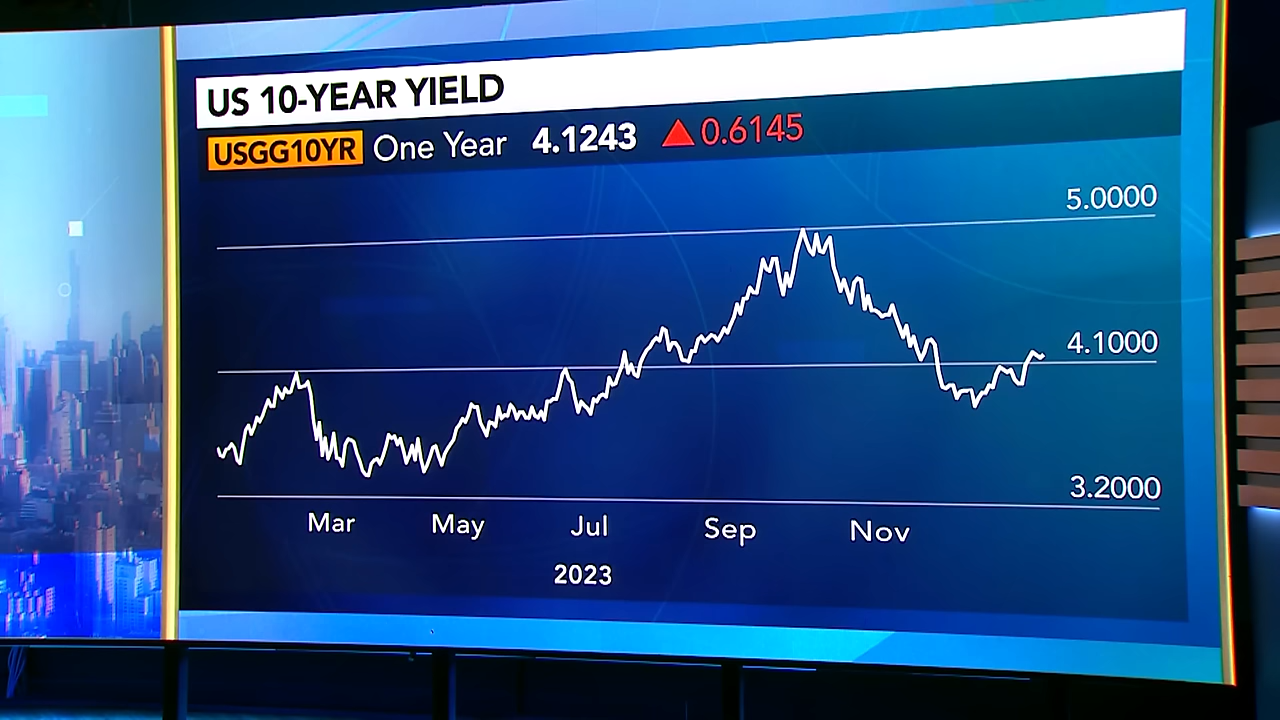 US 10-YEAR YIELD
USGG10YR One Year 4.1243 ▲0.6145
5.0000
4.1000
3.2000
Mar May Jul Sep Nov
2023